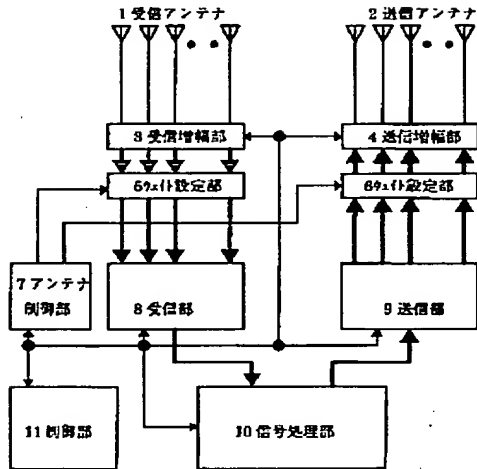 1 受信アンテナ
2 送信アンテナ
3 受信増幅部
4 送信増幅部
5 ウェイト設定部
6 ウェイト設定部
7 アンテナ
制御部
8 受信部
9 送信部
11 制御部
10 信号処理部